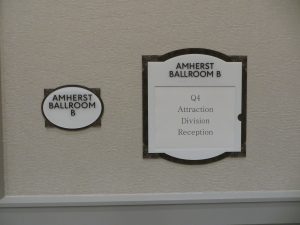 AMHERST
BALLROOM
B
AMHERST
BALLROOM B
Q4
Attraction
Division
Reception